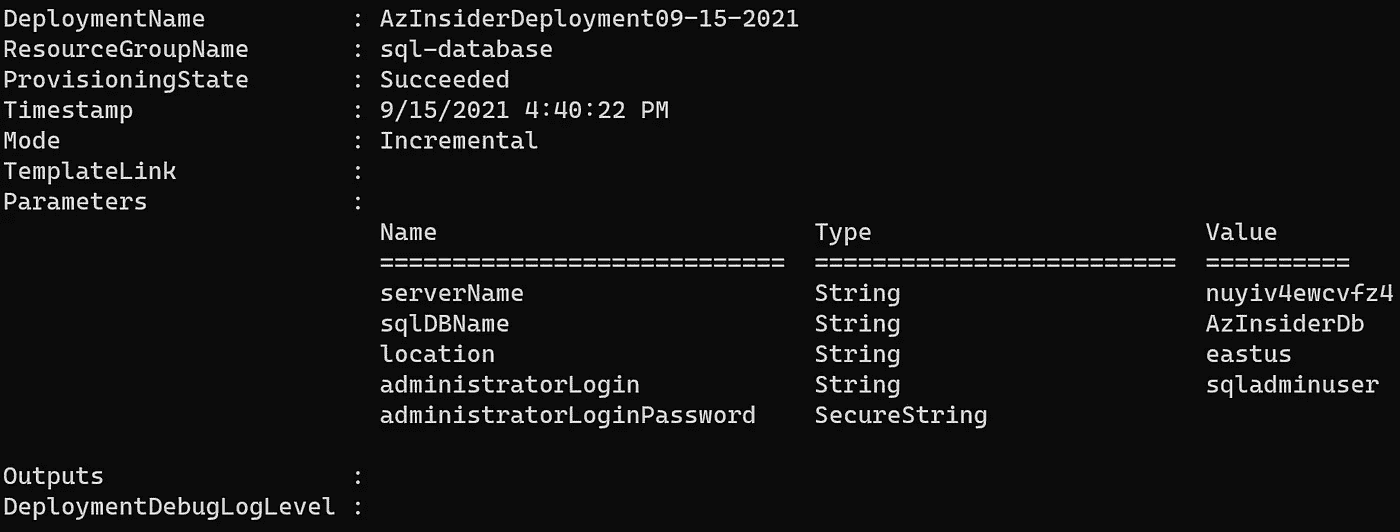 DeploymentName : AzInsiderDeployment09-15-2021
ResourceGroupName : sql-database
ProvisioningState : Succeeded
Timestamp : 9/15/2021 4:40:22 PM
Mode : Incremental
TemplateLink :
Parameters :
Name Type Value
============================ ========================= ==========
serverName String nuyiv4ewcvfz4
sqlDBName String AzInsiderDb
location String eastus
administratorLogin String sqladminuser
administratorLoginPassword SecureString
Outputs :
DeploymentDebugLogLevel :